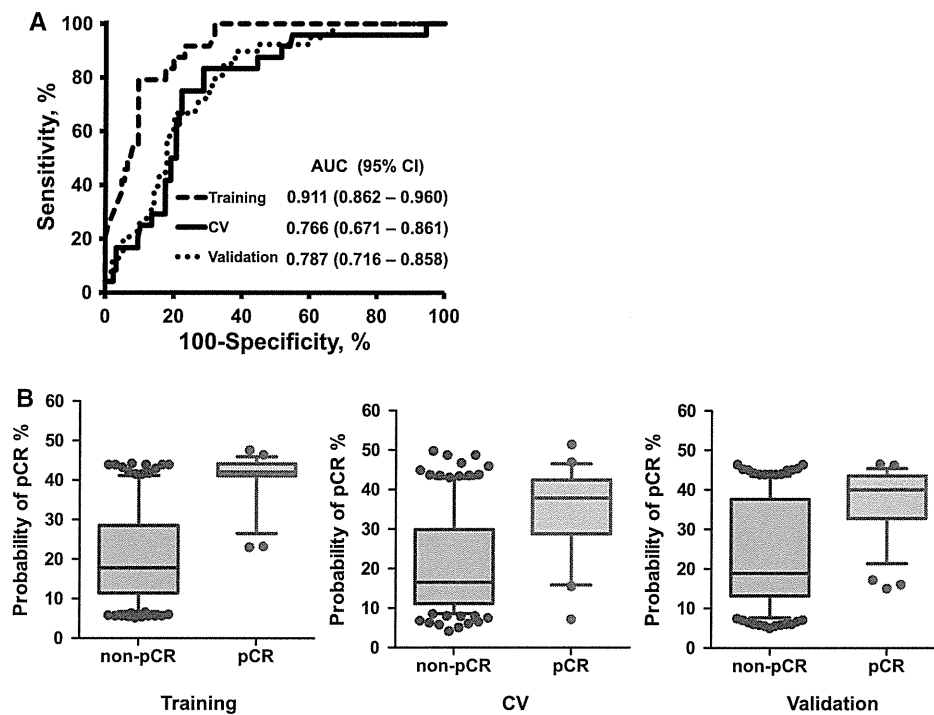 A
Sensitivity, %
100
80
60
40
20
0
AUC (95% CI)
Training 0.911 (0.862 – 0.960)
CV 0.766 (0.671 – 0.861)
Validation 0.787 (0.716 – 0.858)
0 20 40 60 80 100
100-Specificity, %
B
Probability of pCR %
60
50
40
30
20
10
0
non-pCR pCR
Training
Probability of pCR %
60
50
40
30
20
10
0
non-pCR pCR
CV
Probability of pCR %
60
50
40
30
20
10
0
non-pCR pCR
Validation